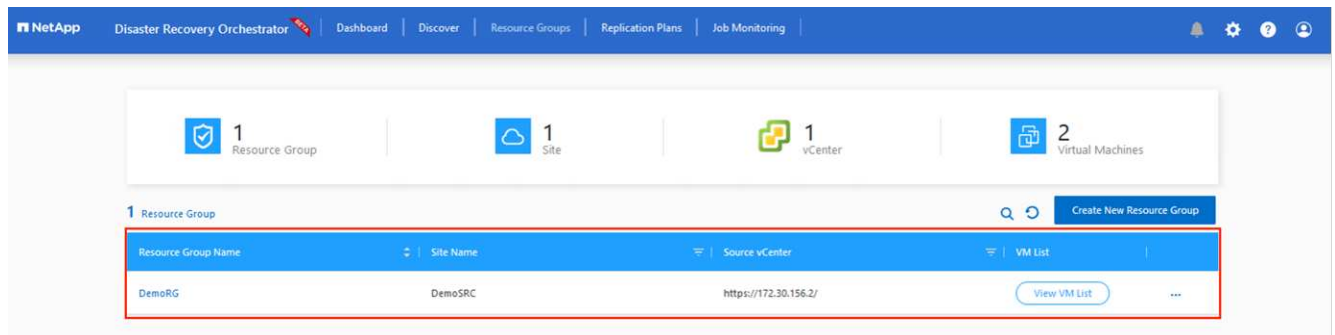 NetApp Disaster Recovery Orchestrator Dashboard Discover Resource Groups Replication Plans Job Monitoring
1
Resource Group
1
Site
1
vCenter
2
Virtual Machines
1 Resource Group
Create New Resource Group
Resource Group Name Site Name Source vCenter VM List
DemoRG DemoSRC https://172.30.156.2/ View VM List ...